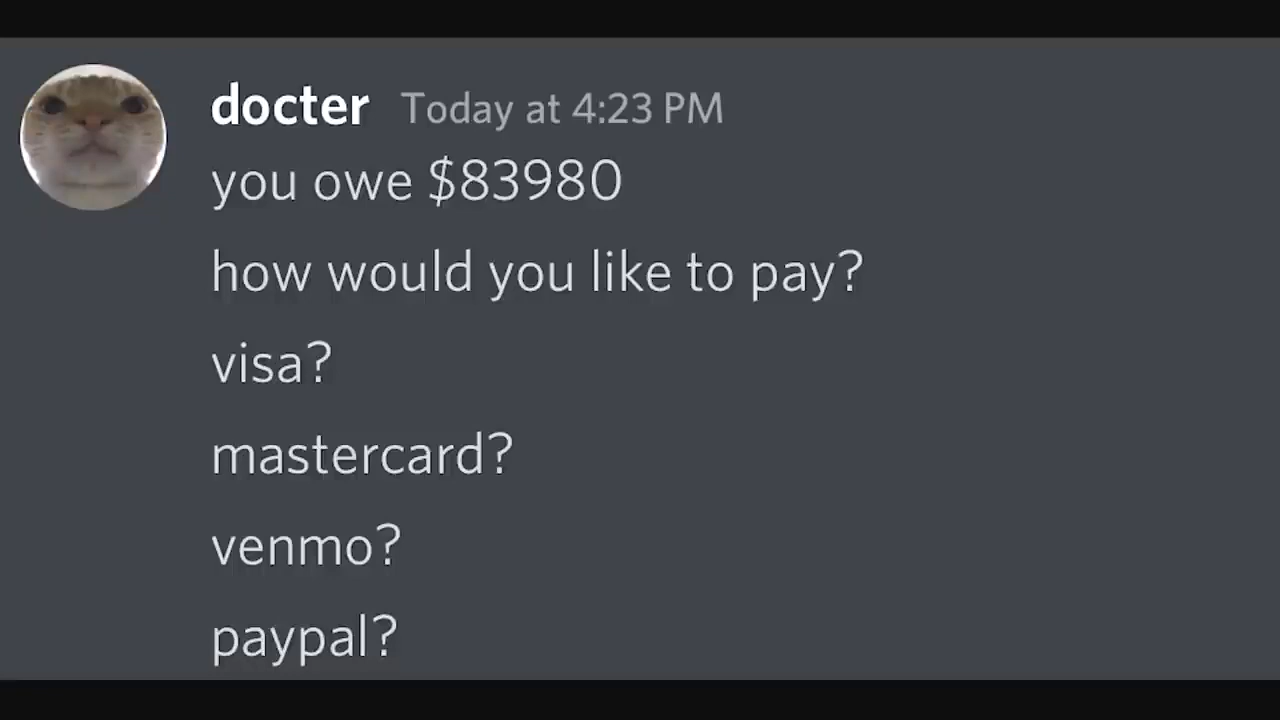 docter Today at 4:23 PM
you owe $83980
how would you like to pay?
visa?
mastercard?
venmo?
paypal?